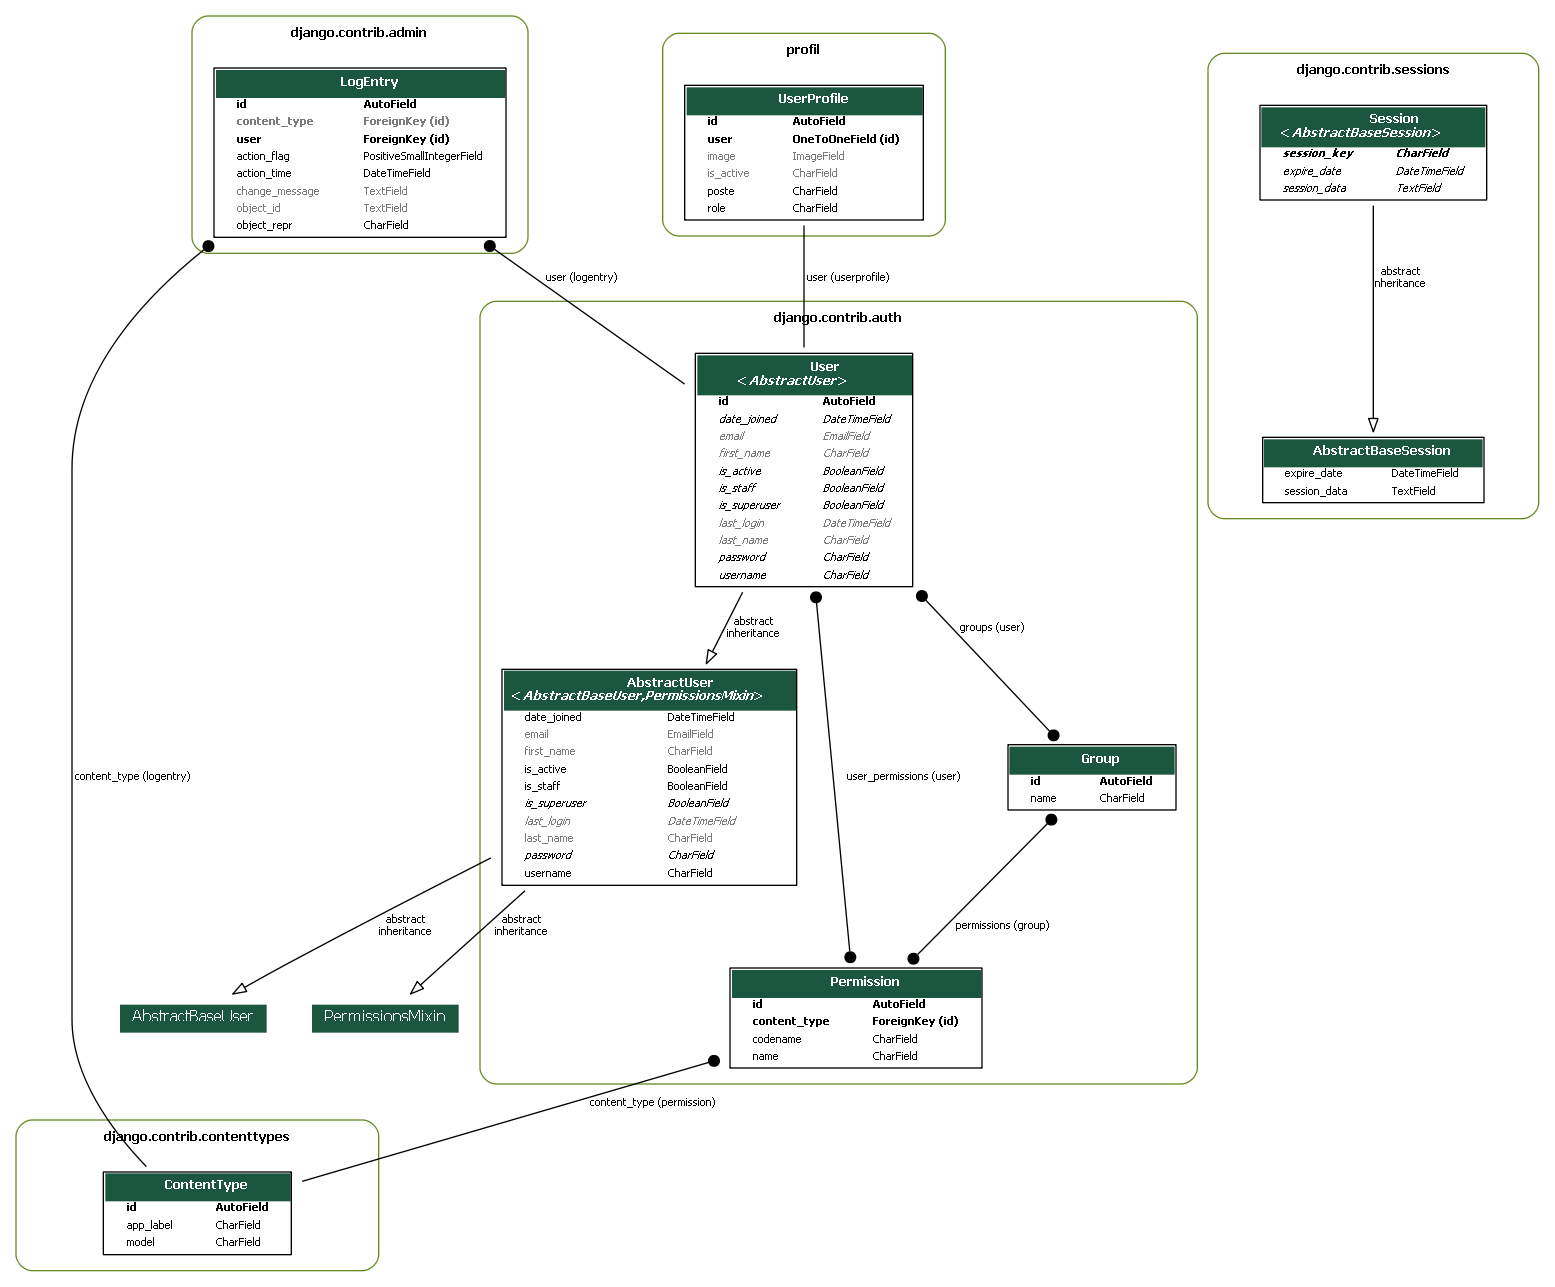 django.contrib.admin
LogEntry
id AutoField
content_type ForeignKey (id)
user ForeignKey (id)
action_flag PositiveSmallIntegerField
action_time DateTimeField
change_message TextField
object_id TextField
object_repr CharField
profil
UserProfile
id AutoField
user OneToOneField (id)
image ImageField
is_active CharField
poste CharField
role CharField
django.contrib.sessions
Session
<AbstractBaseSession>
session_key CharField
expire_date DateTimeField
session_data TextField
abstract
nheritance
AbstractBaseSession
expire_date DateTimeField
session_data TextField
user (logentry)
user (userprofile)
django.contrib.auth
User
<AbstractUser>
id AutoField
date_joined DateTimeField
email EmailField
first_name CharField
is_active BooleanField
is_staff BooleanField
is_superuser BooleanField
last_login DateTimeField
last_name CharField
password CharField
username CharField
abstract
inheritance
groups (user)
AbstractUser
<AbstractBaseUser,PermissionsMixin>
date_joined DateTimeField
email EmailField
first_name CharField
is_active BooleanField
is_staff BooleanField
is_superuser BooleanField
last_login DateTimeField
last_name CharField
password CharField
username CharField
user_permissions (user)
Group
id AutoField
name CharField
content_type (logentry)
abstract
inheritance
abstract
inheritance
permissions (group)
AbstractBaseUser
PermissionsMixin
Permission
id AutoField
content_type ForeignKey (id)
codename CharField
name CharField
content_type (permission)
django.contrib.contenttypes
ContentType
id AutoField
app_label CharField
model CharField